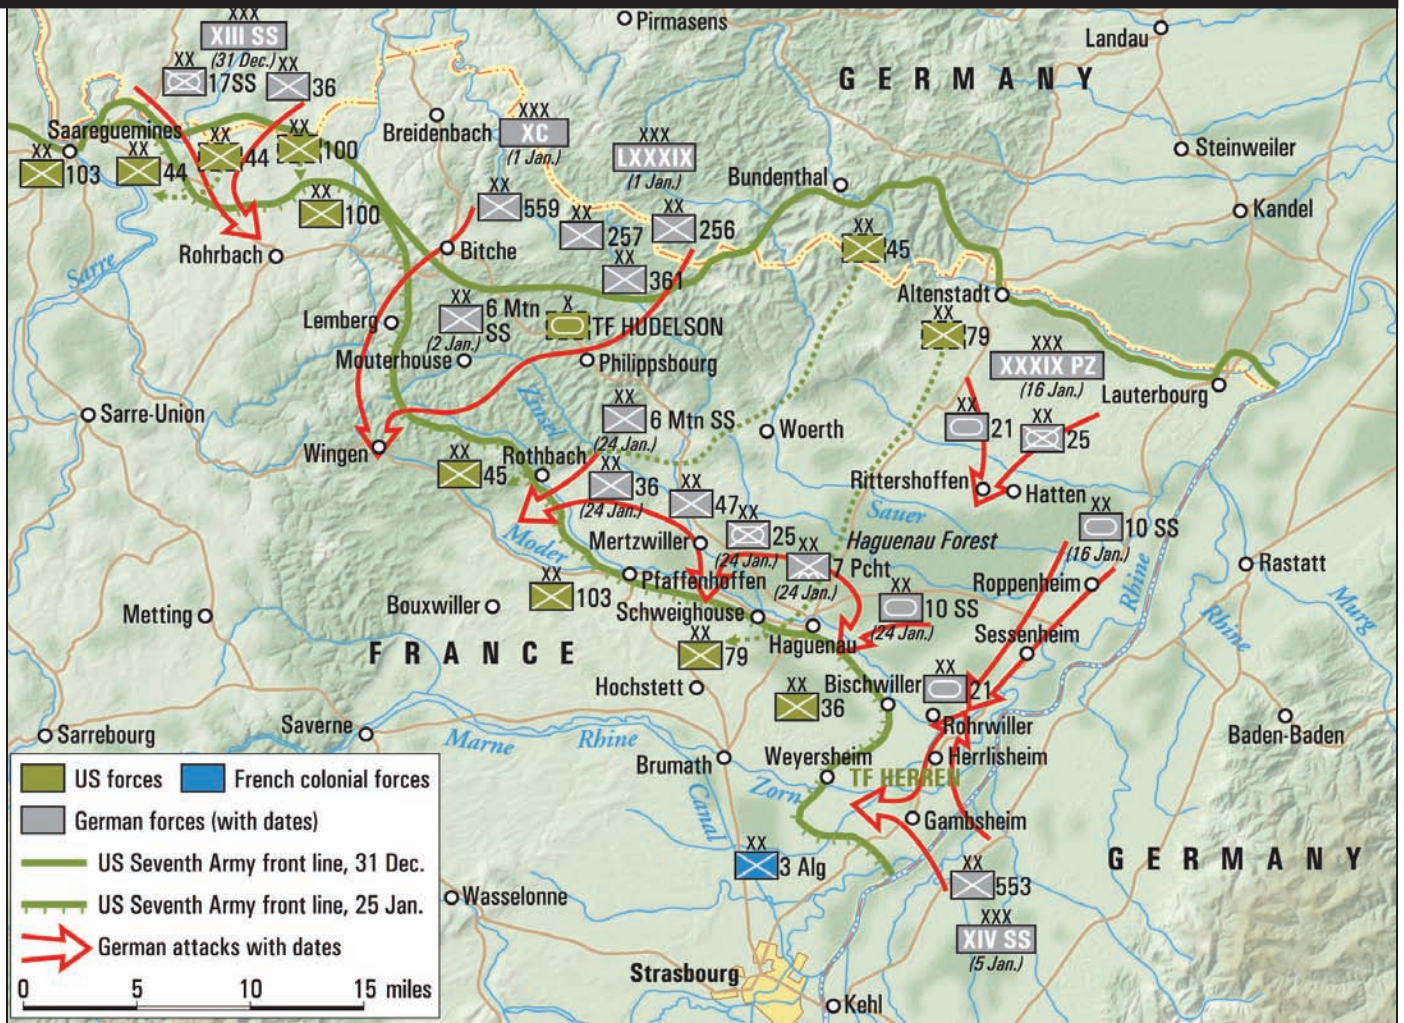 XXX
XIII SS
(31 Dec.)
XX
17SS
XX
36
Pirmasens
Landau
GERMANY
Saareguemines
XX
103
XX
44
XX
44
XX
100
XX
100
Breidenbach
XXX
XC
(1 Jan.)
XXX
LXXXIX
(1 Jan.)
Steinweiler
Bundenthal
Kandel
XX
559
XX
257
XX
256
XX
45
Rohrbach
Bitche
XX
361
Sarre
Altenstadt
Lemberg
XX
6 Mtn
SS
(2 Jan.)
X
TF HUDELSON
XX
79
XXX
XXXIX PZ
(16 Jan.)
Mouterhouse
Philippsbourg
Lauterbourg
Zinsel
Sarre-Union
XX
6 Mtn SS
(24 Jan.)
Woerth
XX
21
XX
25
Wingen
XX
45
Rothbach
XX
36
(24 Jan.)
XX
47
Rittershoffen
Hatten
Sauer
XX
10 SS
(16 Jan.)
Moder
Mertzwiller
XX
25
(24 Jan.)
Haguenau Forest
XX
7 Pcht
(24 Jan.)
Rastatt
Roppenheim
Rhine
Pfaffenhoffen
XX
103
Bouxwiller
Metting
Schweighouse
XX
10 SS
(24 Jan.)
Rhine
Murg
FRANCE
XX
79
Haguenau
Sessenheim
Hochstett
XX
36
Bischwiller
XX
21
Rohrwiller
Sarrebourg
Saverne
Marne
Rhine
Canal
Brumath
Weyersheim
TF HERREN
Herrlisheim
Baden-Baden
Zorn
Gambsheim
XX
3 Alg
GERMANY
XX
553
XXX
XIV SS
(5 Jan.)
Wasselonne
Strasbourg
Kehl
US forces
French colonial forces
German forces (with dates)
US Seventh Army front line, 31 Dec.
US Seventh Army front line, 25 Jan.
German attacks with dates
0 5 10 15 miles